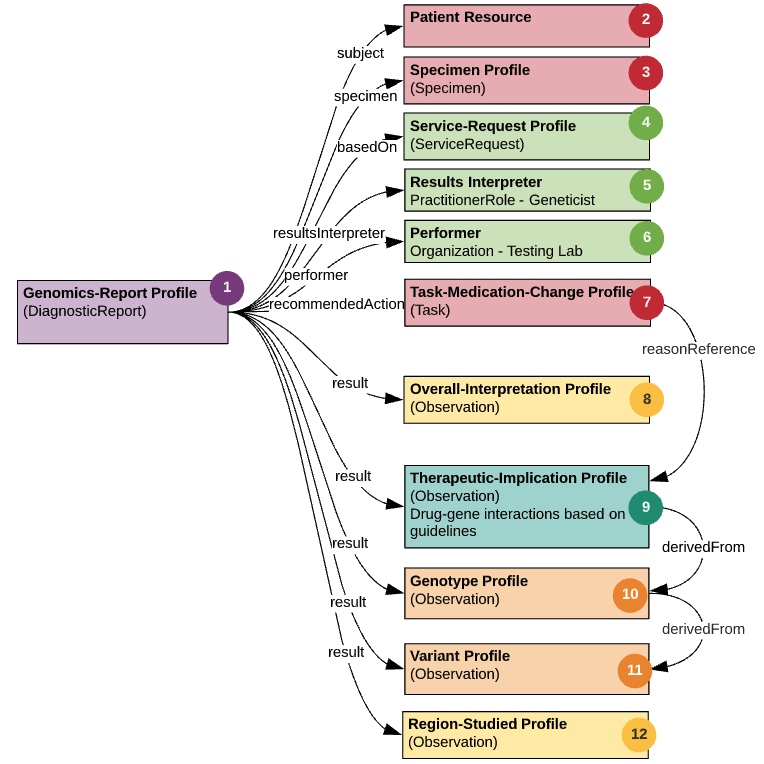 Patient Resource
2
subject
Specimen Profile
(Specimen)
3
specimen
Service-Request Profile
(ServiceRequest)
4
basedOn
Results Interpreter
PractitionerRole - Geneticist
5
resultsInterpreter
Performer
Organization - Testing Lab
6
performer
Genomics-Report Profile
(DiagnosticReport)
1
recommendedAction
Task-Medication-Change Profile
(Task)
7
reasonReference
result
Overall-Interpretation Profile
(Observation)
8
result
Therapeutic-Implication Profile
(Observation)
Drug-gene interactions based on
guidelines
9
derivedFrom
result
Genotype Profile
(Observation)
10
derivedFrom
result
Variant Profile
(Observation)
11
result
Region-Studied Profile
(Observation)
12